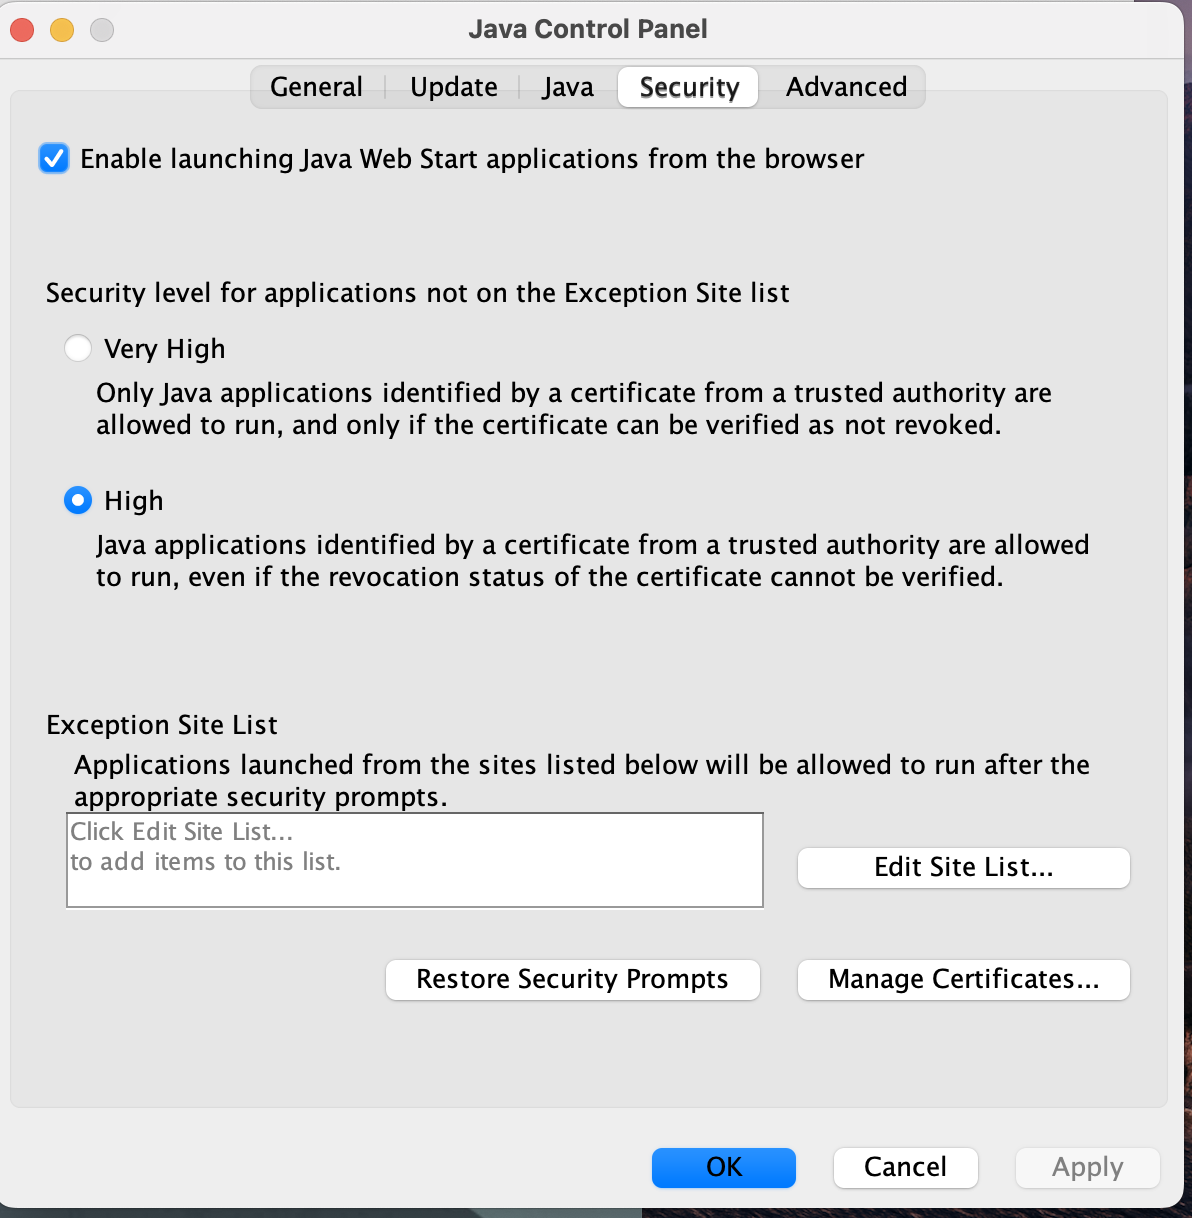 Java Control Panel
General Update Java Security Advanced
Enable launching Java Web Start applications from the browser
Security level for applications not on the Exception Site list
Very High
Only Java applications identified by a certificate from a trusted authority are
allowed to run, and only if the certificate can be verified as not revoked.
High
Java applications identified by a certificate from a trusted authority are allowed
to run, even if the revocation status of the certificate cannot be verified.
Exception Site List
Applications launched from the sites listed below will be allowed to run after the
appropriate security prompts.
Click Edit Site List...
to add items to this list.
Edit Site List...
Restore Security Prompts Manage Certificates...
OK Cancel Apply